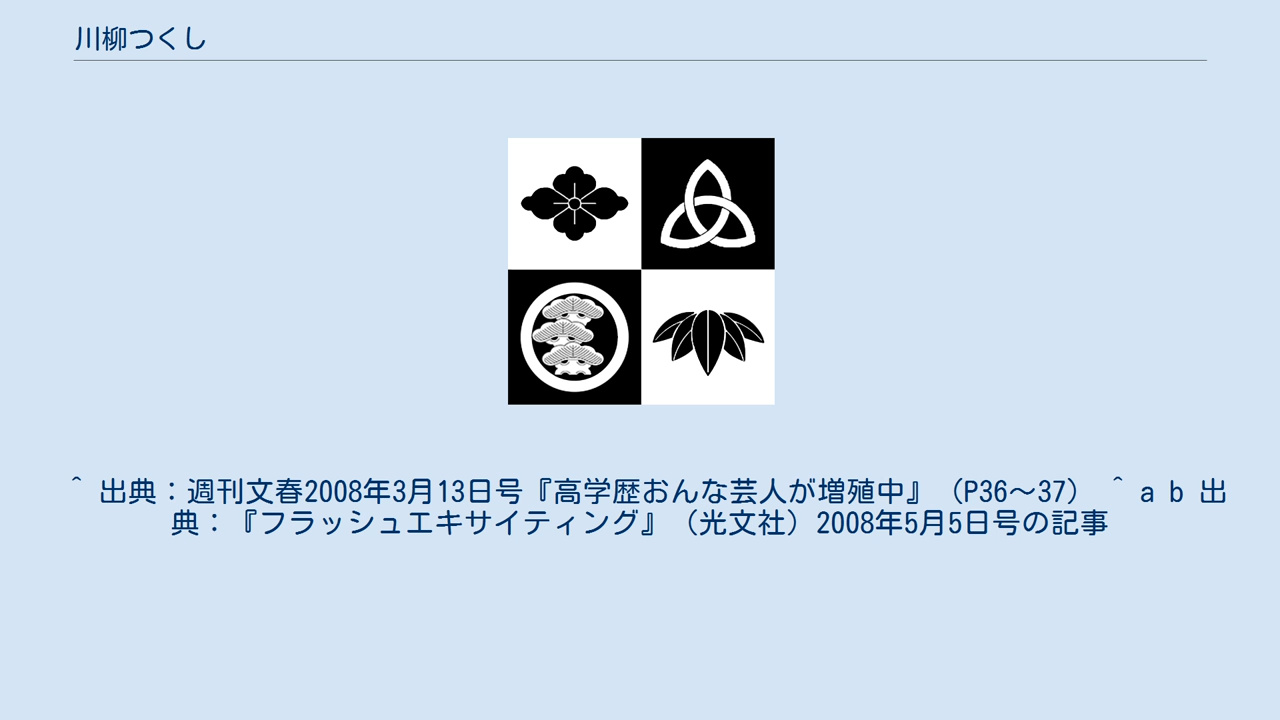 川柳つくし
^ 出典：週刊文春2008年3月13日号『高学歴おんな芸人が増殖中』（P36～37） ^ a b 出
典：『フラッシュエキサイティング』（光文社）2008年5月5日号の記事